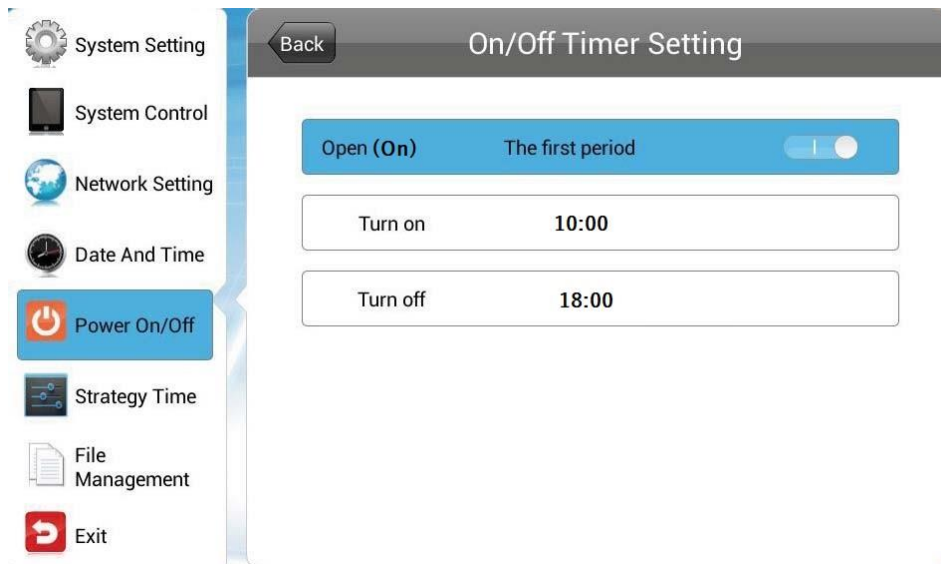 System Setting
System Control
Network Setting
Date And Time
Power On/Off
Strategy Time
File
Management
Exit
Back
On/Off Timer Setting
Open (On) The first period
Turn on 10:00
Turn off 18:00